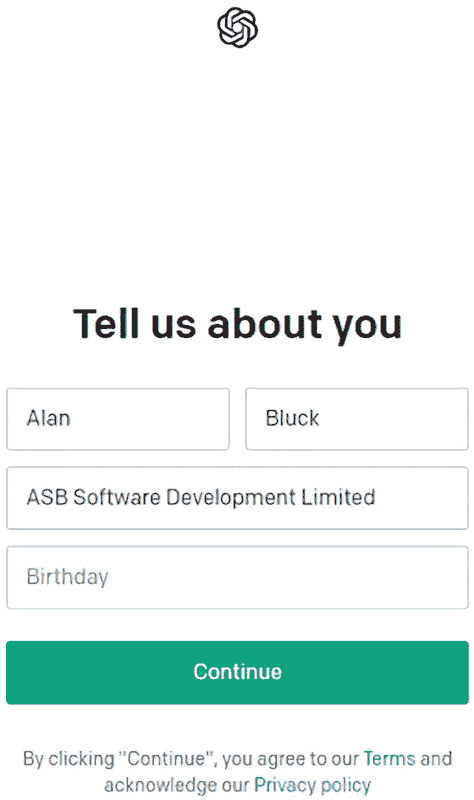 Tell us about you
Alan
Bluck
ASB Software Development Limited
Birthday
Continue
By clicking "Continue", you agree to our Terms and
acknowledge our Privacy policy